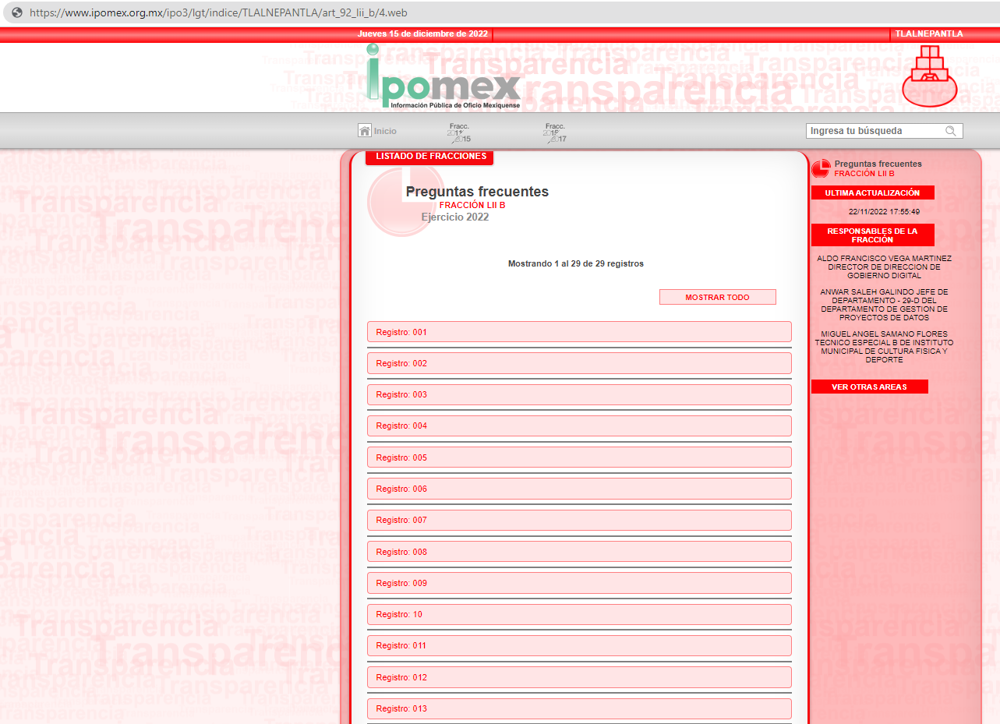 https://www.ipomex.org.mx/ipo3/lgt/indice/TLALNEPANTLA/art_92_lii_b/4.web
Jueves 15 de diciembre de 2022
TLALNEPANTLA
ipomex
Información Pública de Oficio Mexiquense
Transparencia
Inicio
Fracc.
2015
Fracc.
2017
Ingresa tu búsqueda
LISTADO DE FRACCIONES
Preguntas frecuentes
FRACCIÓN LII B
Ejercicio 2022
Mostrando 1 al 29 de 29 registros
MOSTRAR TODO
Registro: 001
Registro: 002
Registro: 003
Registro: 004
Registro: 005
Registro: 006
Registro: 007
Registro: 008
Registro: 009
Registro: 10
Registro: 011
Registro: 012
Registro: 013
Preguntas frecuentes
FRACCIÓN LII B
ULTIMA ACTUALIZACIÓN
22/11/2022 17:55:49
RESPONSABLES DE LA
FRACCIÓN
ALDO FRANCISCO VEGA MARTINEZ
DIRECTOR DE DIRECCION DE
GOBIERNO DIGITAL
ANWAR SALEH GALINDO JEFE DE
DEPARTAMENTO - 29-D DEL
DEPARTAMENTO DE GESTION DE
PROYECTOS DE DATOS
MIGUEL ANGEL SAMANO FLORES
TECNICO ESPECIAL B DE INSTITUTO
MUNICIPAL DE CULTURA FISICA Y
DEPORTE
VER OTRAS AREAS